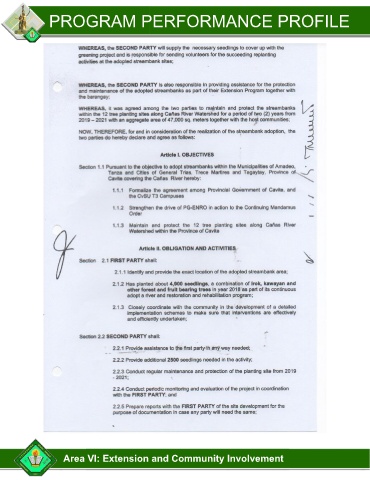 PROGRAM PERFORMANCE PROFILE
WHEREAS, the SECOND PARTY will supply the necessary seedlings to cover up with the
greening project and is responsible for sending volunteers for the succeeding replanting
activities at the adopted streambank sites;
WHEREAS, the SECOND PARTY is also responsible in providing assistance for the protection
and maintenance of the adopted streambanks as part of their Extension Program together with
the barangay;
WHEREAS, it was agreed among the two parties to maintain and protect the streambanks
within the 12 tree planting sites along Cañas River Watershed for a period of two (2) years from
2019 – 2021 with an aggregate area of 47,000 sq. meters together with the host communities;
NOW, THEREFORE, for and in consideration of the realization of the streambank adoption, the
two parties do hereby declare and agree as follows:
Article I. OBJECTIVES
Section 1.1 Pursuant to the objective to adopt streambanks within the Municipalities of Amadeo,
Tanza and Cities of General Trias, Trece Martires and Tagaytay, Province of
Cavite covering the Cañas River hereby:
1.1.1 Formalize the agreement among Provincial Government of Cavite, and
the CvSU T3 Campuses
1.1.2 Strengthen the drive of PG-ENRO in action to the Continuing Mandamus
Order
1.1.3 Maintain and protect the 12 tree planting sites along Cañas River
Watershed within the Province of Cavite
Article II. OBLIGATION AND ACTIVITIES
Section 2.1 FIRST PARTY shall:
2.1.1 Identify and provide the exact location of the adopted streambank area;
2.1.2 Has planted about 4,900 seedlings, a combination of Ipil, kawayan and
other forest and fruit bearing trees in year 2018 as part of its continuous
adopt a river and restoration and rehabilitation program;
2.1.3 Closely coordinate with the community in the development of a detailed
implementation schemes to make sure that interventions are effectively
and efficiently undertaken;
Section 2.2 SECOND PARTY shall:
2.2.1 Provide assistance to the first party in any way needed;
2.2.2 Provide additional 2500 seedlings needed in the activity;
2.2.3 Conduct regular maintenance and protection of the planting site from 2019
- 2021;
2.2.4 Conduct periodic monitoring and evaluation of the project in coordination
with the FIRST PARTY; and
2.2.5 Prepare reports with the FIRST PARTY of the site development for the
purpose of documentation in case any party will need the same;
Area VI: Extension and Community Involvement